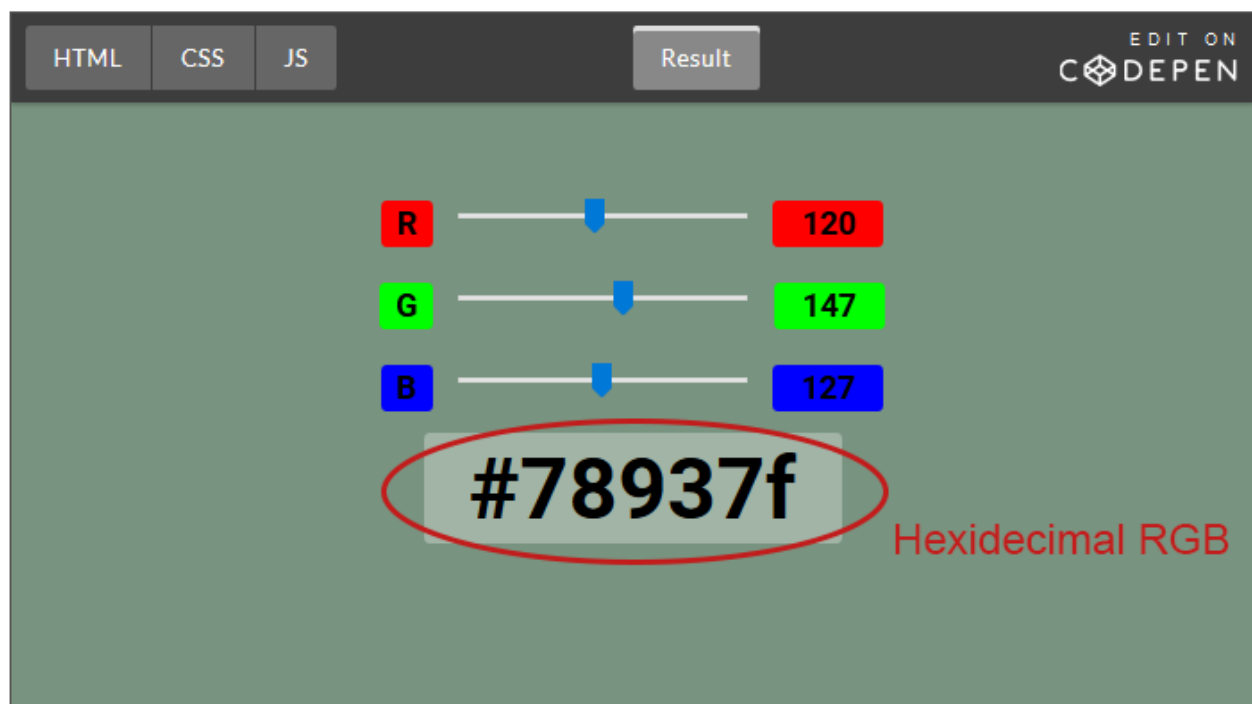 HTML CSS JS Result EDIT ON
CODEPEN
R 120
G 147
B 127
#78937f
Hexidecimal RGB